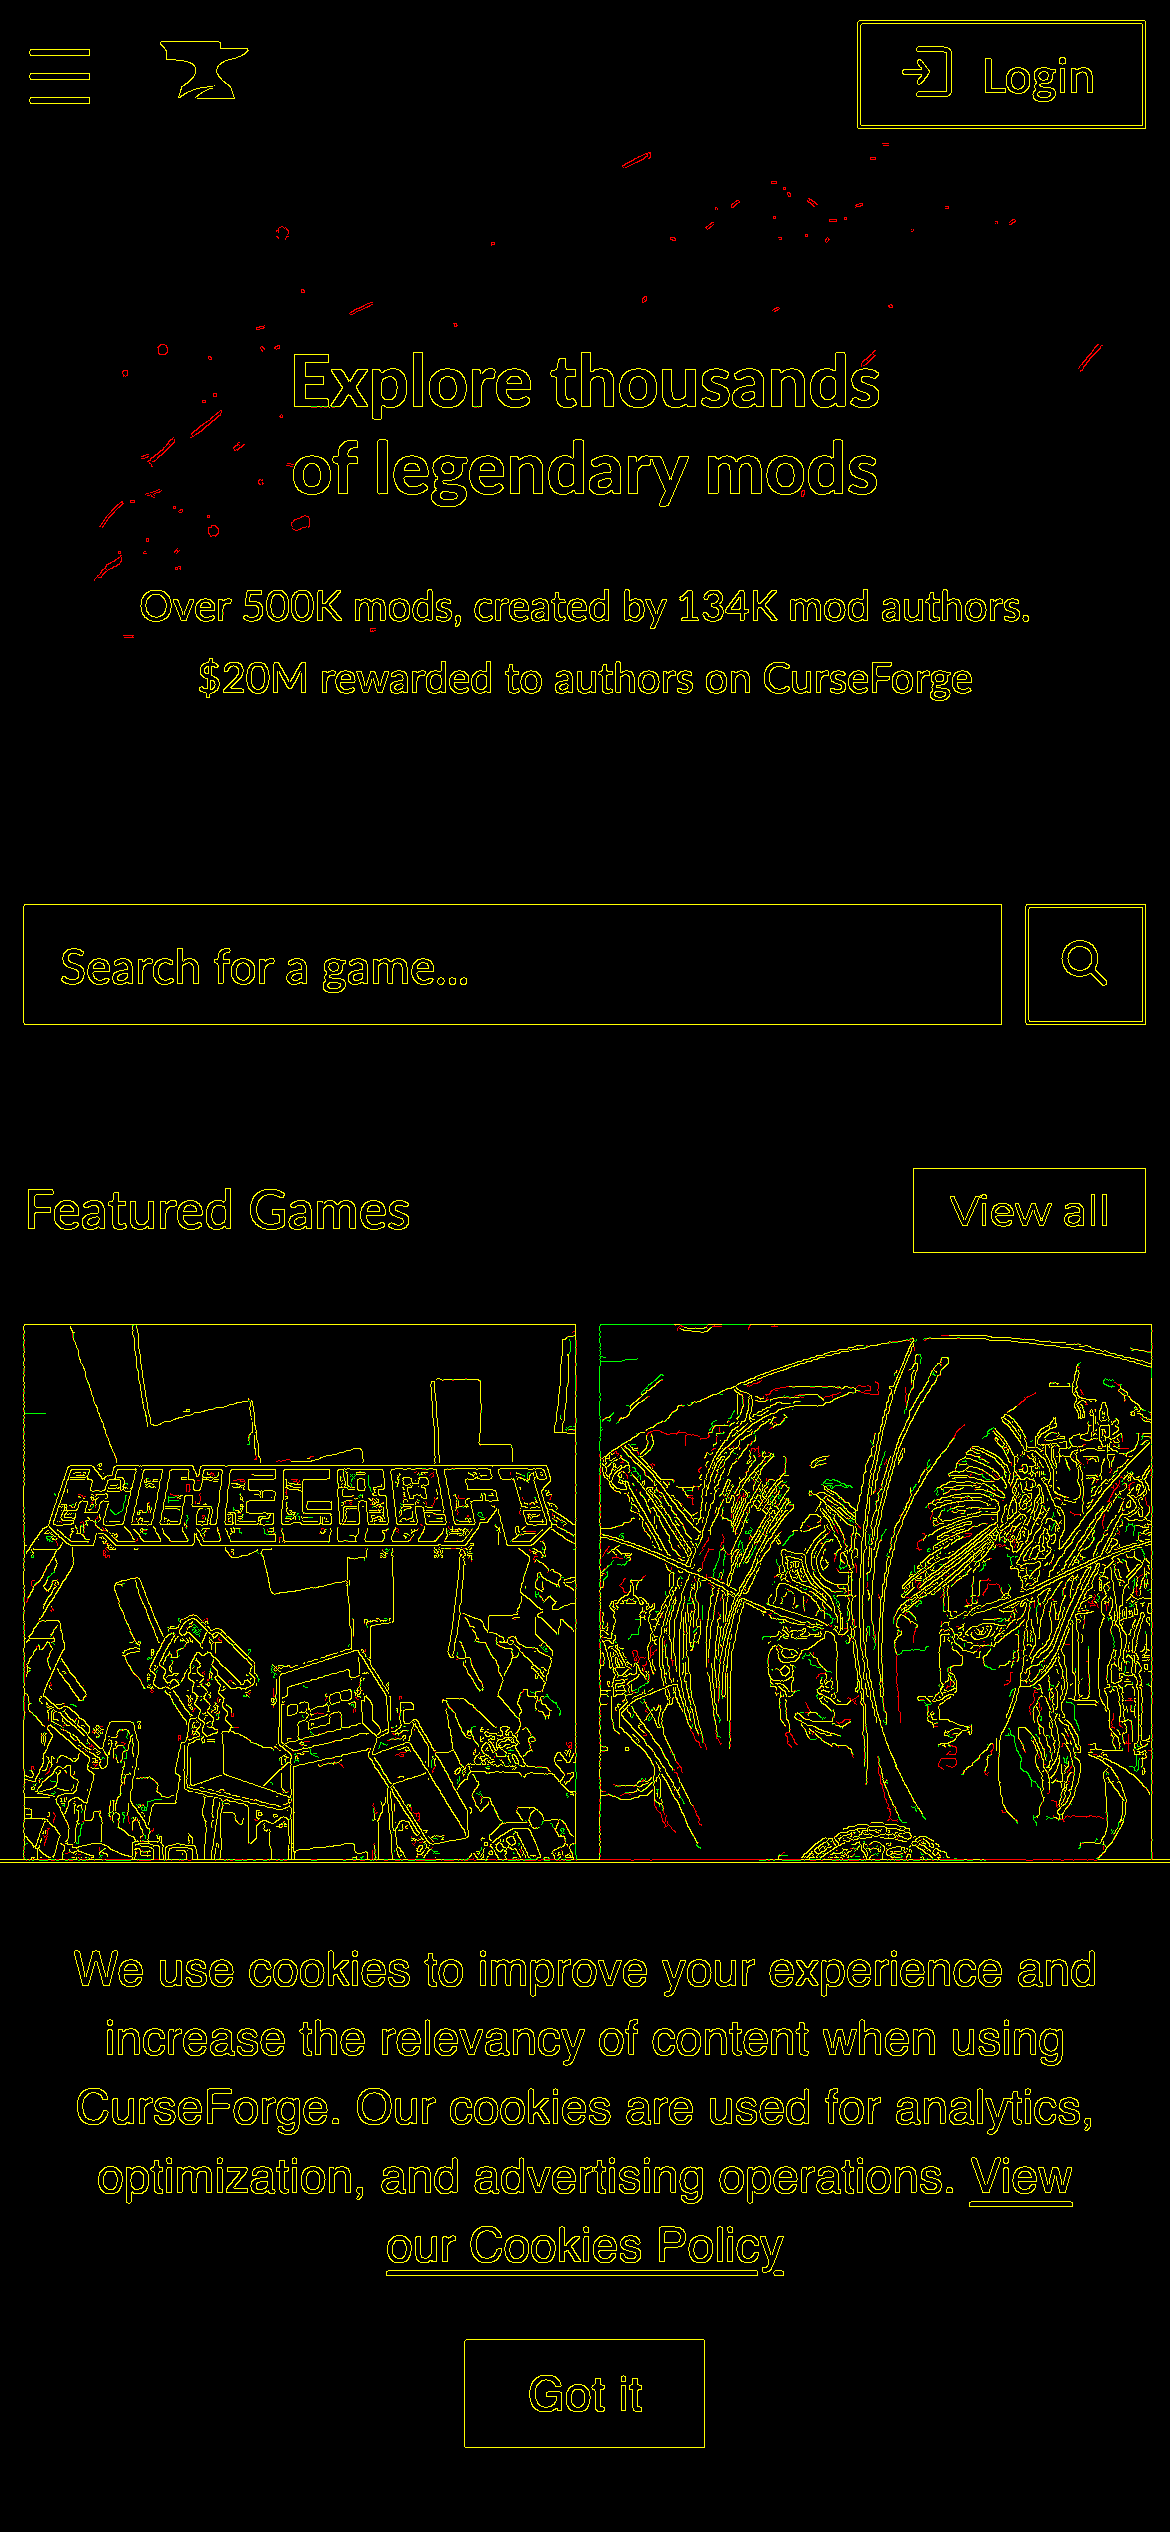 Login
Explore thousands
of legendary mods
Over 500K mods, created by 134K mod authors.
$20M rewarded to authors on CurseForge
Search for a game...
Featured Games
View all
MINECRAFT
We use cookies to improve your experience and
increase the relevancy of content when using
CurseForge. Our cookies are used for analytics,
optimization, and advertising operations. View
our Cookies Policy
Got it